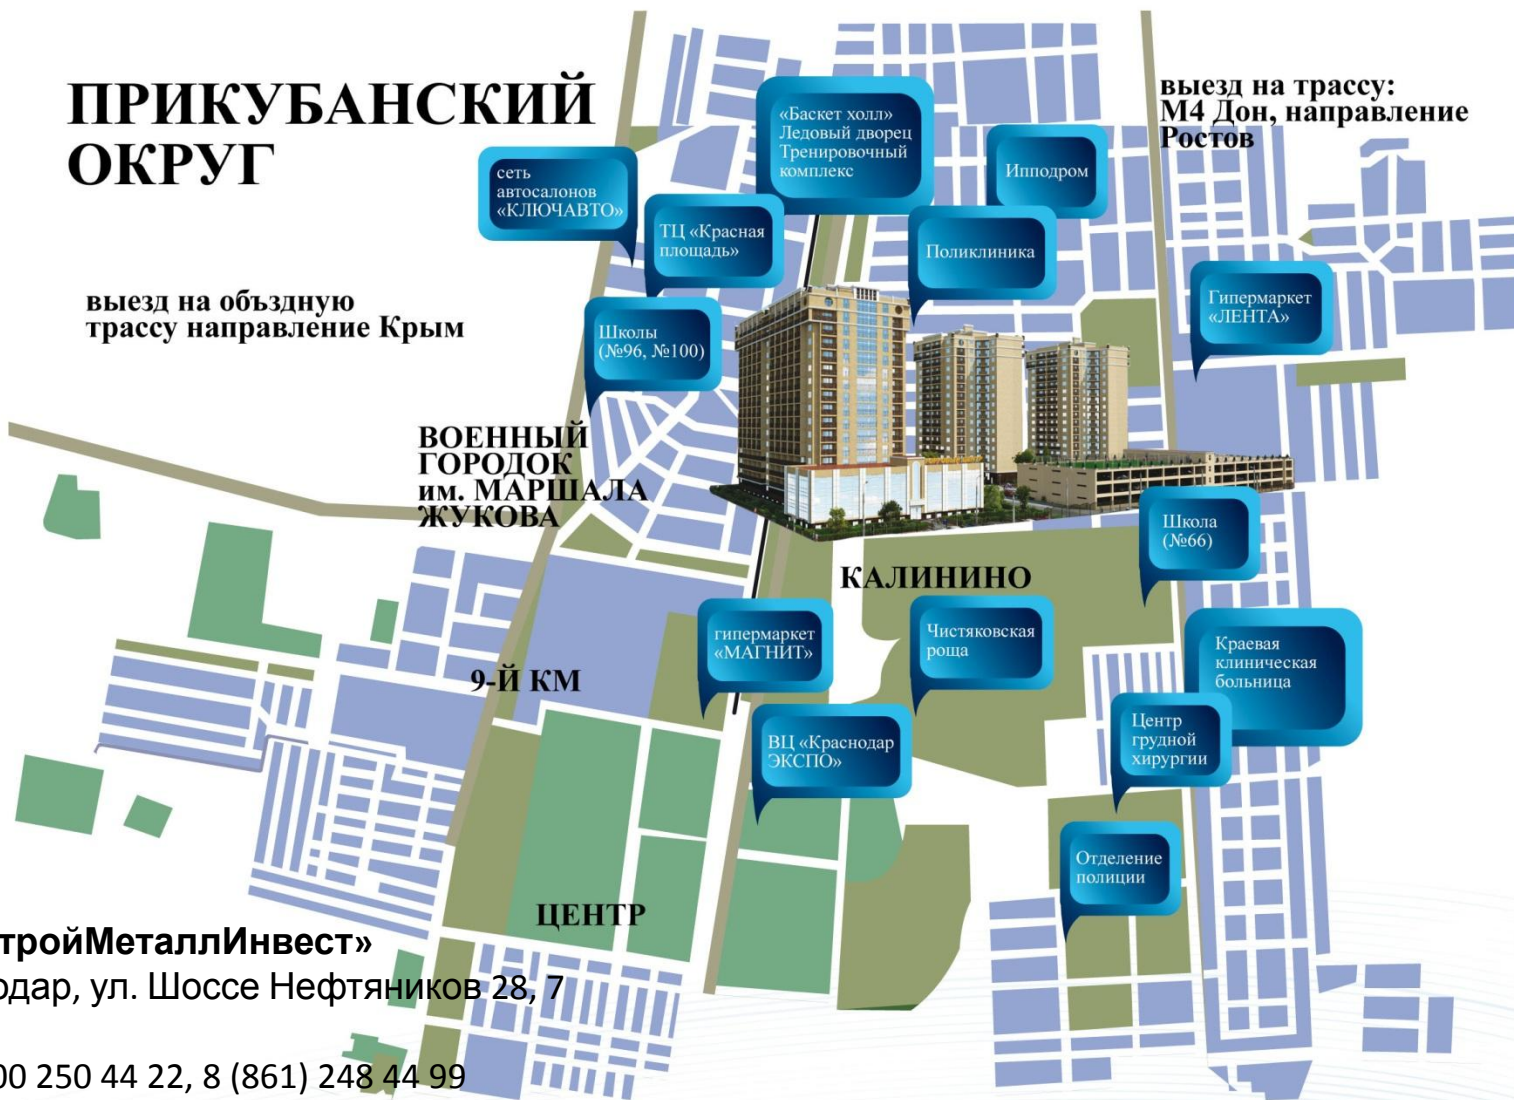 ПРИКУБАНСКИЙ
ОКРУГ
выезд на трассу:
М4 Дон, направление
Ростов
«Баскет холл»
Ледовый дворец
Тренировочный
комплекс
сеть
автосалонов
«КЛЮЧАВТО»
Ипподром
ТЦ «Красная
площадь»
Поликлиника
выезд на объздную
трассу направление Крым
Гипермаркет
«ЛЕНТА»
Школы
(№96, №100)
ВОЕННЫЙ
ГОРОДОК
им. МАРШАЛА
ЖУКОВА
Школа
(№66)
КАЛИНИНО
гипермаркет
«МАГНИТ»
Чистяковская
роща
Краевая
клиническая
больница
9-Й КМ
Центр
грудной
хирургии
ВЦ «Краснодар
ЭКСПО»
Отделение
полиции
ЦЕНТР
тройМеталлИнвест»
одар, ул. Шоссе Нефтяников 28, 7
00 250 44 22, 8 (861) 248 44 99